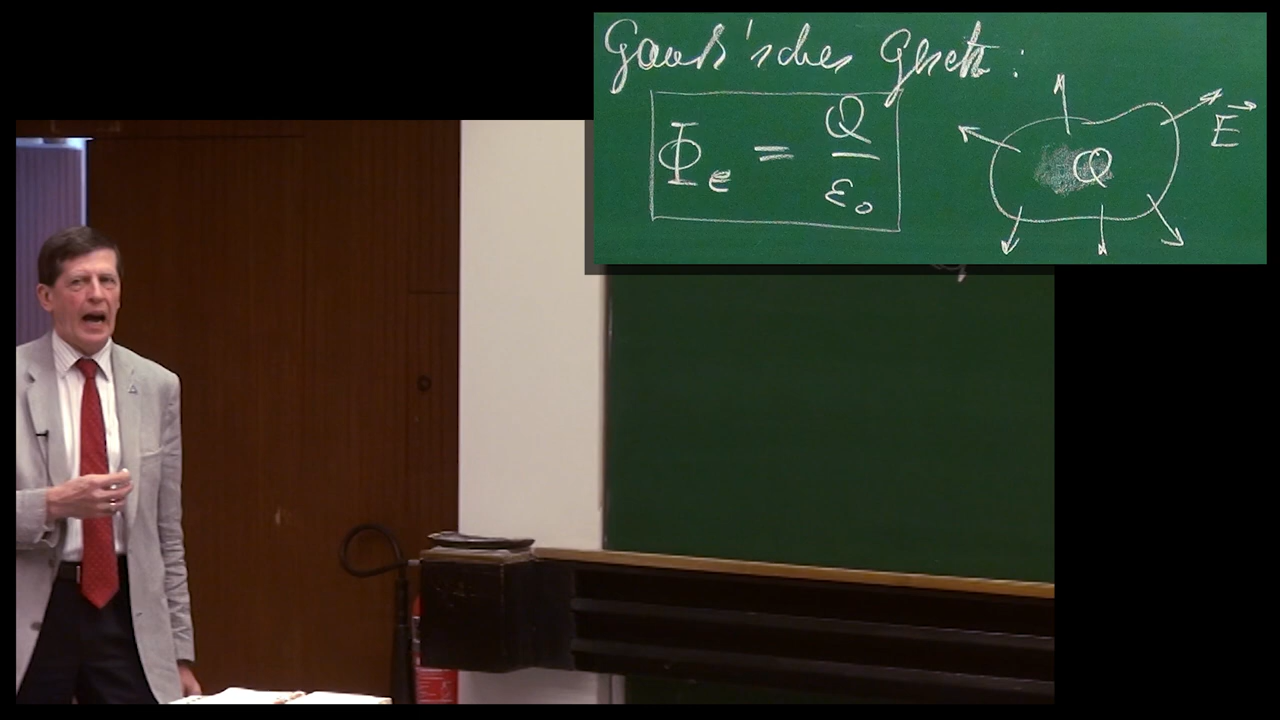 Gauß'sches Gesetz:
Φₑ = Q/ε₀
Q
E⃗